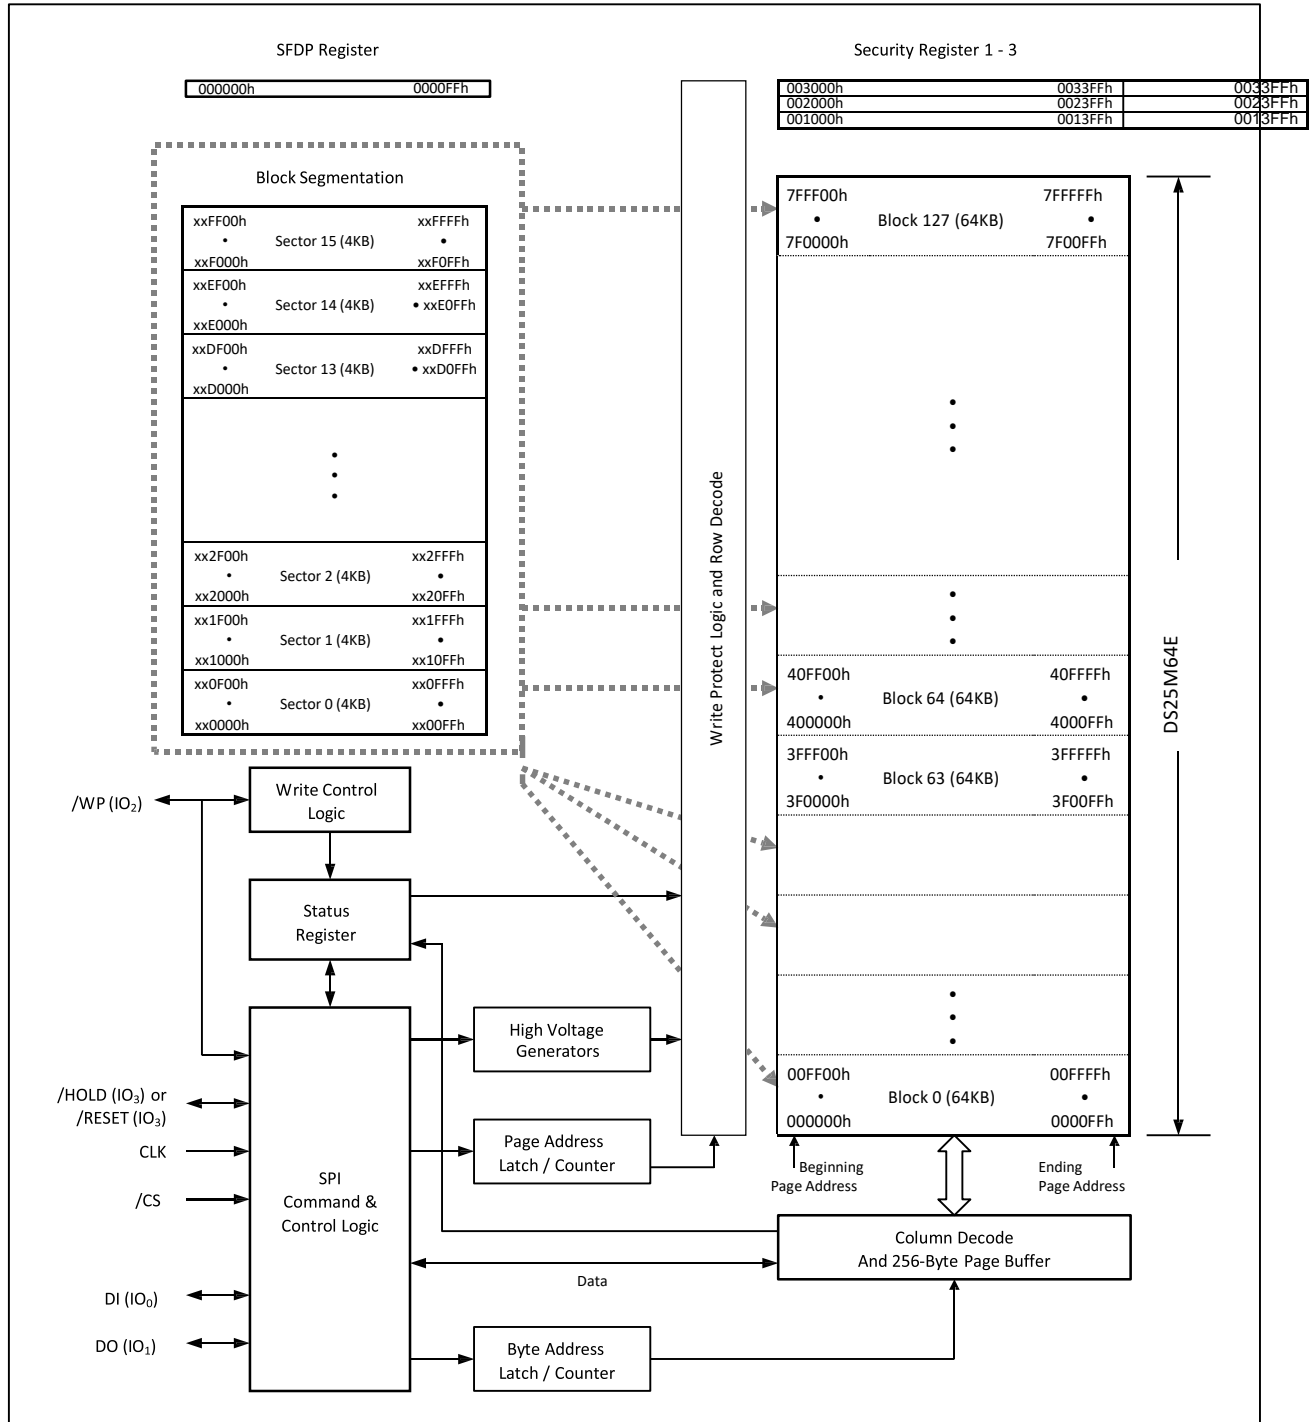 SFDP Register
000000h 0000FFh
Security Register 1 - 3
003000h 0033FFh 0033FFh
002000h 0023FFh 0023FFh
001000h 0013FFh 0013FFh
Block Segmentation
xxFF00h xxFFFFh
• Sector 15 (4KB) •
xxF000h xxF0FFh
xxEF00h xxEFFFh
• Sector 14 (4KB) • xxE0FFh
xxE000h
xxDF00h xxDFFFh
• Sector 13 (4KB) • xxD0FFh
xxD000h
xx2F00h xx2FFFh
• Sector 2 (4KB) •
xx2000h xx20FFh
xx1F00h xx1FFFh
• Sector 1 (4KB) •
xx1000h xx10FFh
xx0F00h xx0FFFh
• Sector 0 (4KB) •
xx0000h xx00FFh
Write Protect Logic and Row Decode
7FFF00h 7FFFFFh
• Block 127 (64KB) •
7F0000h 7F00FFh
40FF00h 40FFFFh
• Block 64 (64KB) •
400000h 4000FFh
3FFF00h 3FFFFFh
• Block 63 (64KB) •
3F0000h 3F00FFh
00FF00h 00FFFFh
• Block 0 (64KB) •
000000h 0000FFh
DS25M64E
Beginning
Page Address
Ending
Page Address
/WP (IO2)
Write Control
Logic
Status
Register
High Voltage
Generators
/HOLD (IO3) or
/RESET (IO3)
CLK
/CS
DI (IO0)
DO (IO1)
SPI
Command &
Control Logic
Page Address
Latch / Counter
Column Decode
And 256-Byte Page Buffer
Data
Byte Address
Latch / Counter